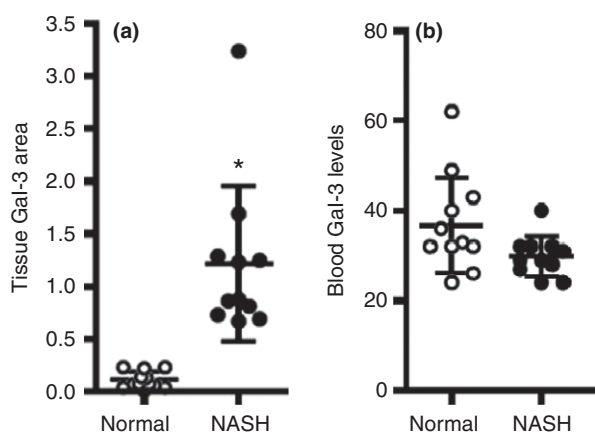 (a)
Tissue Gal-3 area
3.5
3.0
2.5
2.0
1.5
1.0
0.5
0.0
*
Normal
NASH
(b)
Blood Gal-3 levels
80
60
40
20
0
Normal
NASH